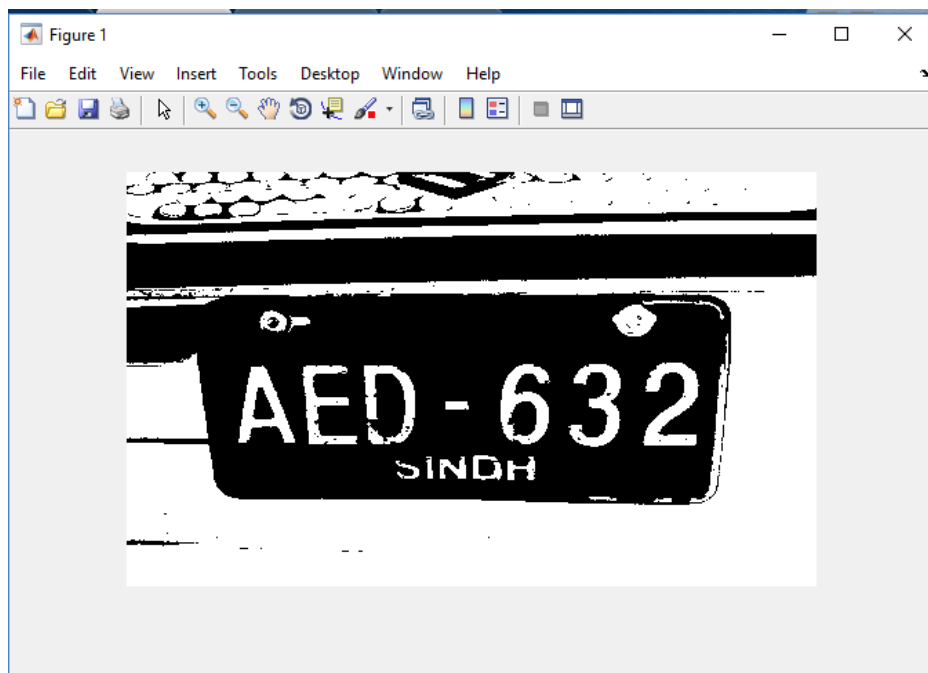 Figure 1
File Edit View Insert Tools Desktop Window Help
AED-632
SINDH